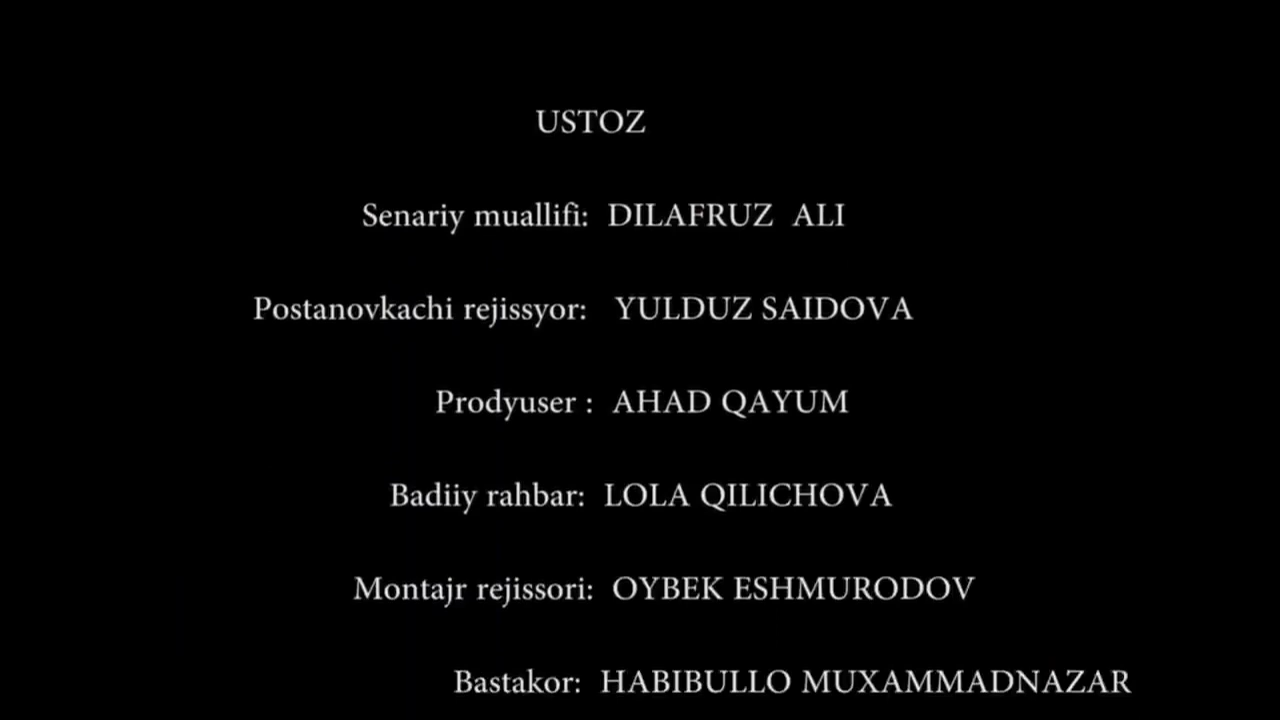 USTOZ
Senariy muallifi: DILAFRUZ ALI
Postanovkachi rejissyor: YULDUZ SAIDOVA
Prodyuser : AHAD QAYUM
Badiiy rahbar: LOLA QILICHOVA
Montajr rejissori: OYBEK ESHMURODOV
Bastakor: HABIBULLO MUXAMMADNAZAR